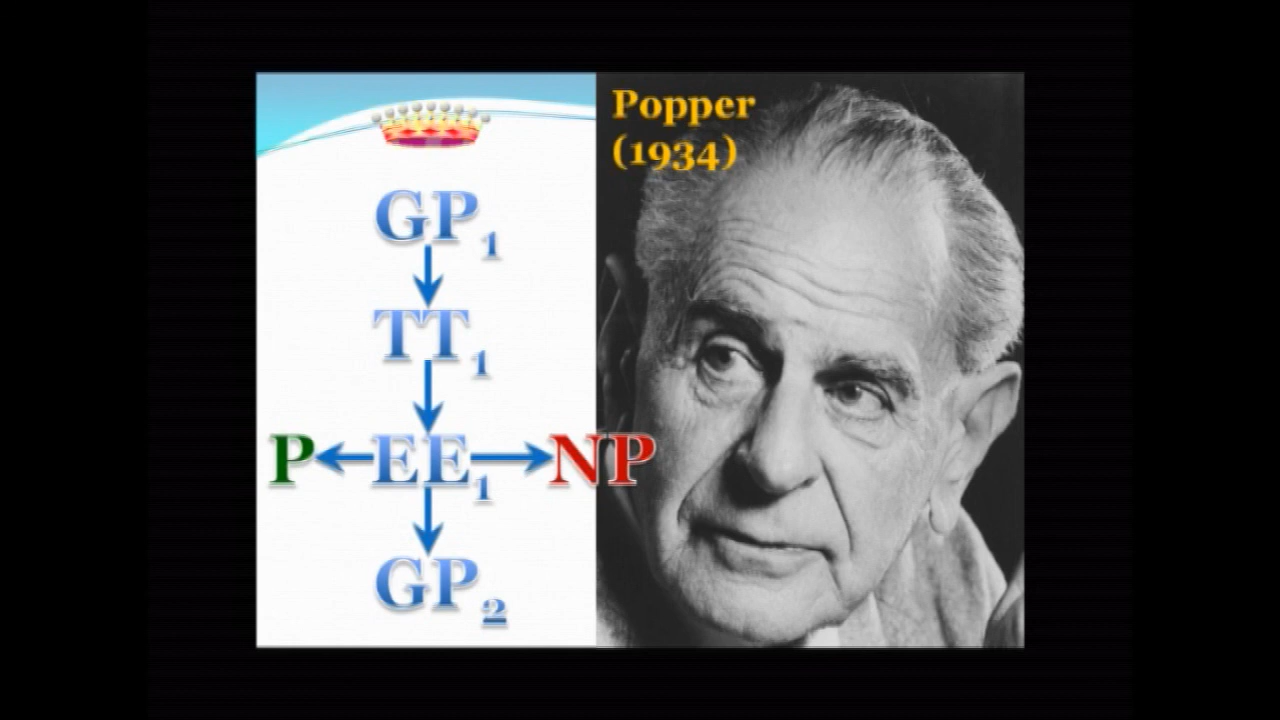 Popper
(1934)
GP₁
TT₁
P EE₁ NP
GP₂